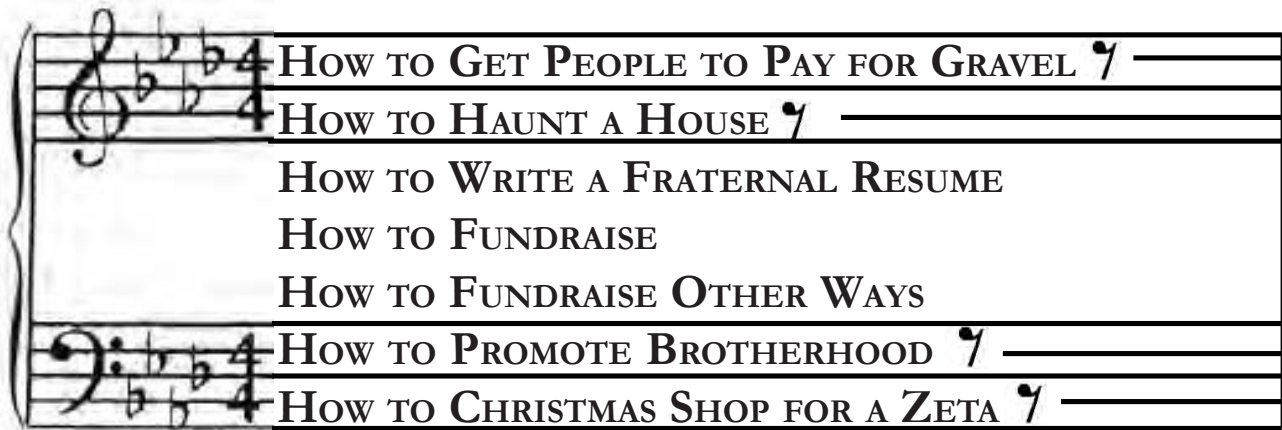 How to Get People to Pay for Gravel
How to Haunt a House
How to Write a Fraternal Resume
How to Fundraise
How to Fundraise Other Ways
How to Promote Brotherhood
How to Christmas Shop for a Zeta